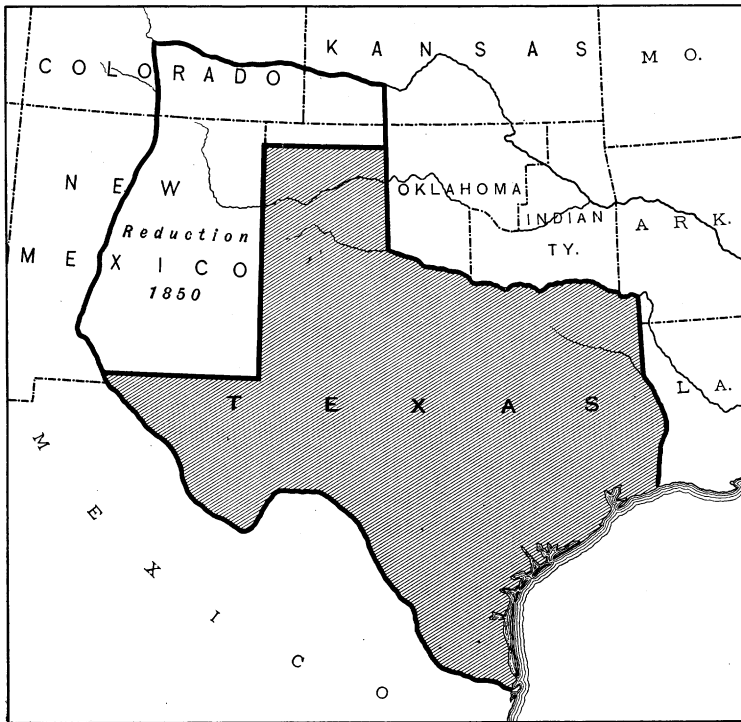 KANSAS
MO.
COLORADO
NEW
MEXICO
OKLAHOMA
INDIAN
TY.
ARK.
Reduction
1850
TEXAS
LA.
MEXICO